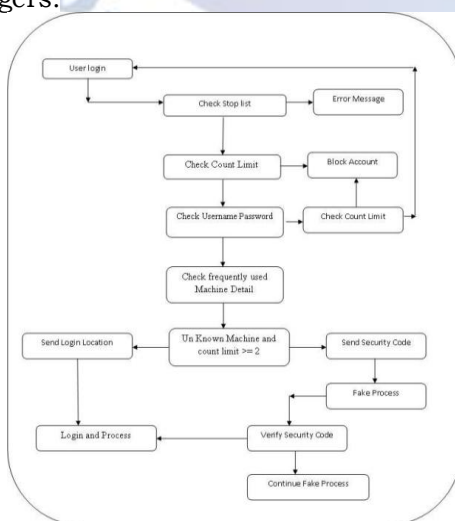 gers.
User login
Check Stop list
Error Message
Check Count Limit
Block Account
Check Username Password
Check Count Limit
Check frequently used
Machine Detail
Send Login Location
Un Known Machine and
count limit >= 2
Send Security Code
Fake Process
Login and Process
Verify Security Code
Continue Fake Process